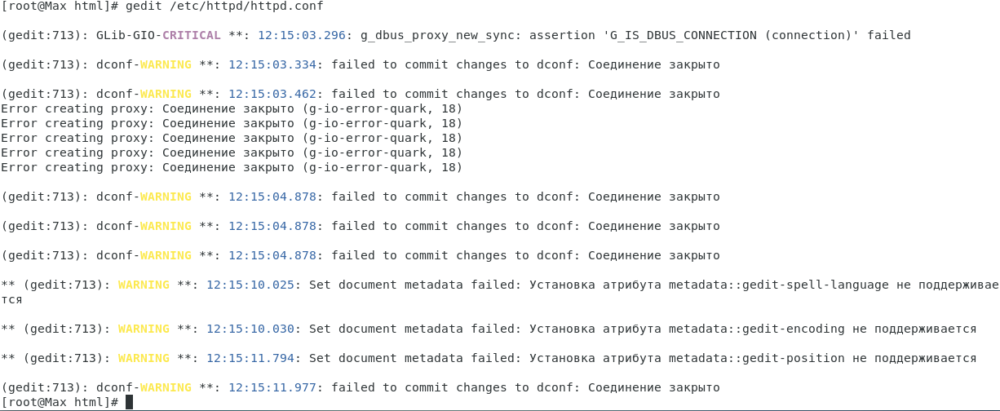 [root@Max html]# gedit /etc/httpd/httpd.conf
(gedit:713): GLib-GIO-CRITICAL **: 12:15:03.296: g_dbus_proxy_new_sync: assertion 'G_IS_DBUS_CONNECTION (connection)' failed
(gedit:713): dconf-WARNING **: 12:15:03.334: failed to commit changes to dconf: Соединение закрыто
(gedit:713): dconf-WARNING **: 12:15:03.462: failed to commit changes to dconf: Соединение закрыто
Error creating proxy: Соединение закрыто (g-io-error-quark, 18)
Error creating proxy: Соединение закрыто (g-io-error-quark, 18)
Error creating proxy: Соединение закрыто (g-io-error-quark, 18)
Error creating proxy: Соединение закрыто (g-io-error-quark, 18)
Error creating proxy: Соединение закрыто (g-io-error-quark, 18)
(gedit:713): dconf-WARNING **: 12:15:04.878: failed to commit changes to dconf: Соединение закрыто
(gedit:713): dconf-WARNING **: 12:15:04.878: failed to commit changes to dconf: Соединение закрыто
(gedit:713): dconf-WARNING **: 12:15:04.878: failed to commit changes to dconf: Соединение закрыто
** (gedit:713): WARNING **: 12:15:10.025: Set document metadata failed: Установка атрибута metadata::gedit-spell-language не поддерживае
тся
** (gedit:713): WARNING **: 12:15:10.030: Set document metadata failed: Установка атрибута metadata::gedit-encoding не поддерживается
** (gedit:713): WARNING **: 12:15:11.794: Set document metadata failed: Установка атрибута metadata::gedit-position не поддерживается
(gedit:713): dconf-WARNING **: 12:15:11.977: failed to commit changes to dconf: Соединение закрыто
[root@Max html]#